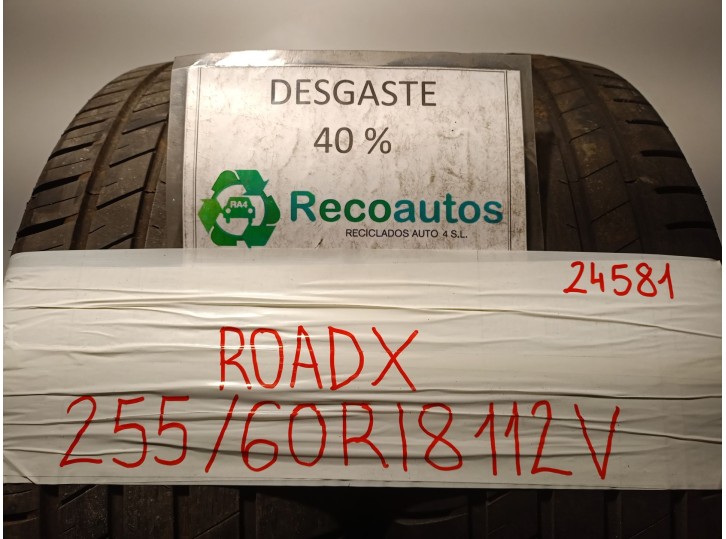 DESGASTE
40 %
RA4
Recoautos
RECICLADOS AUTO 4 S.L.
24581
ROADX
255/60R18 112V